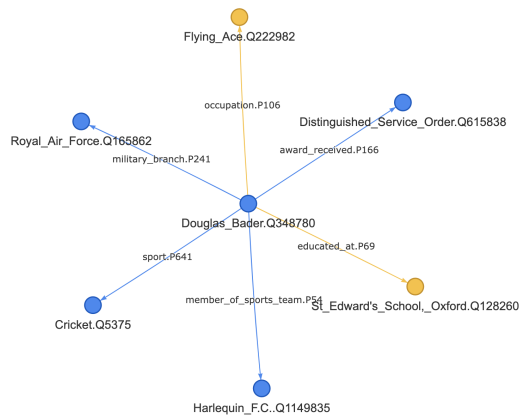 Flying_Ace.Q222982
occupation.P106
Distinguished_Service_Order.Q615838
Royal_Air_Force.Q165862
award_received.P166
military_branch.P241
Douglas_Bader.Q348780
educated_at.P69
sport.P641
member_of_sports_team.P54
St_Edward's_School,_Oxford.Q128260
Cricket.Q5375
Harlequin_F.C..Q1149835